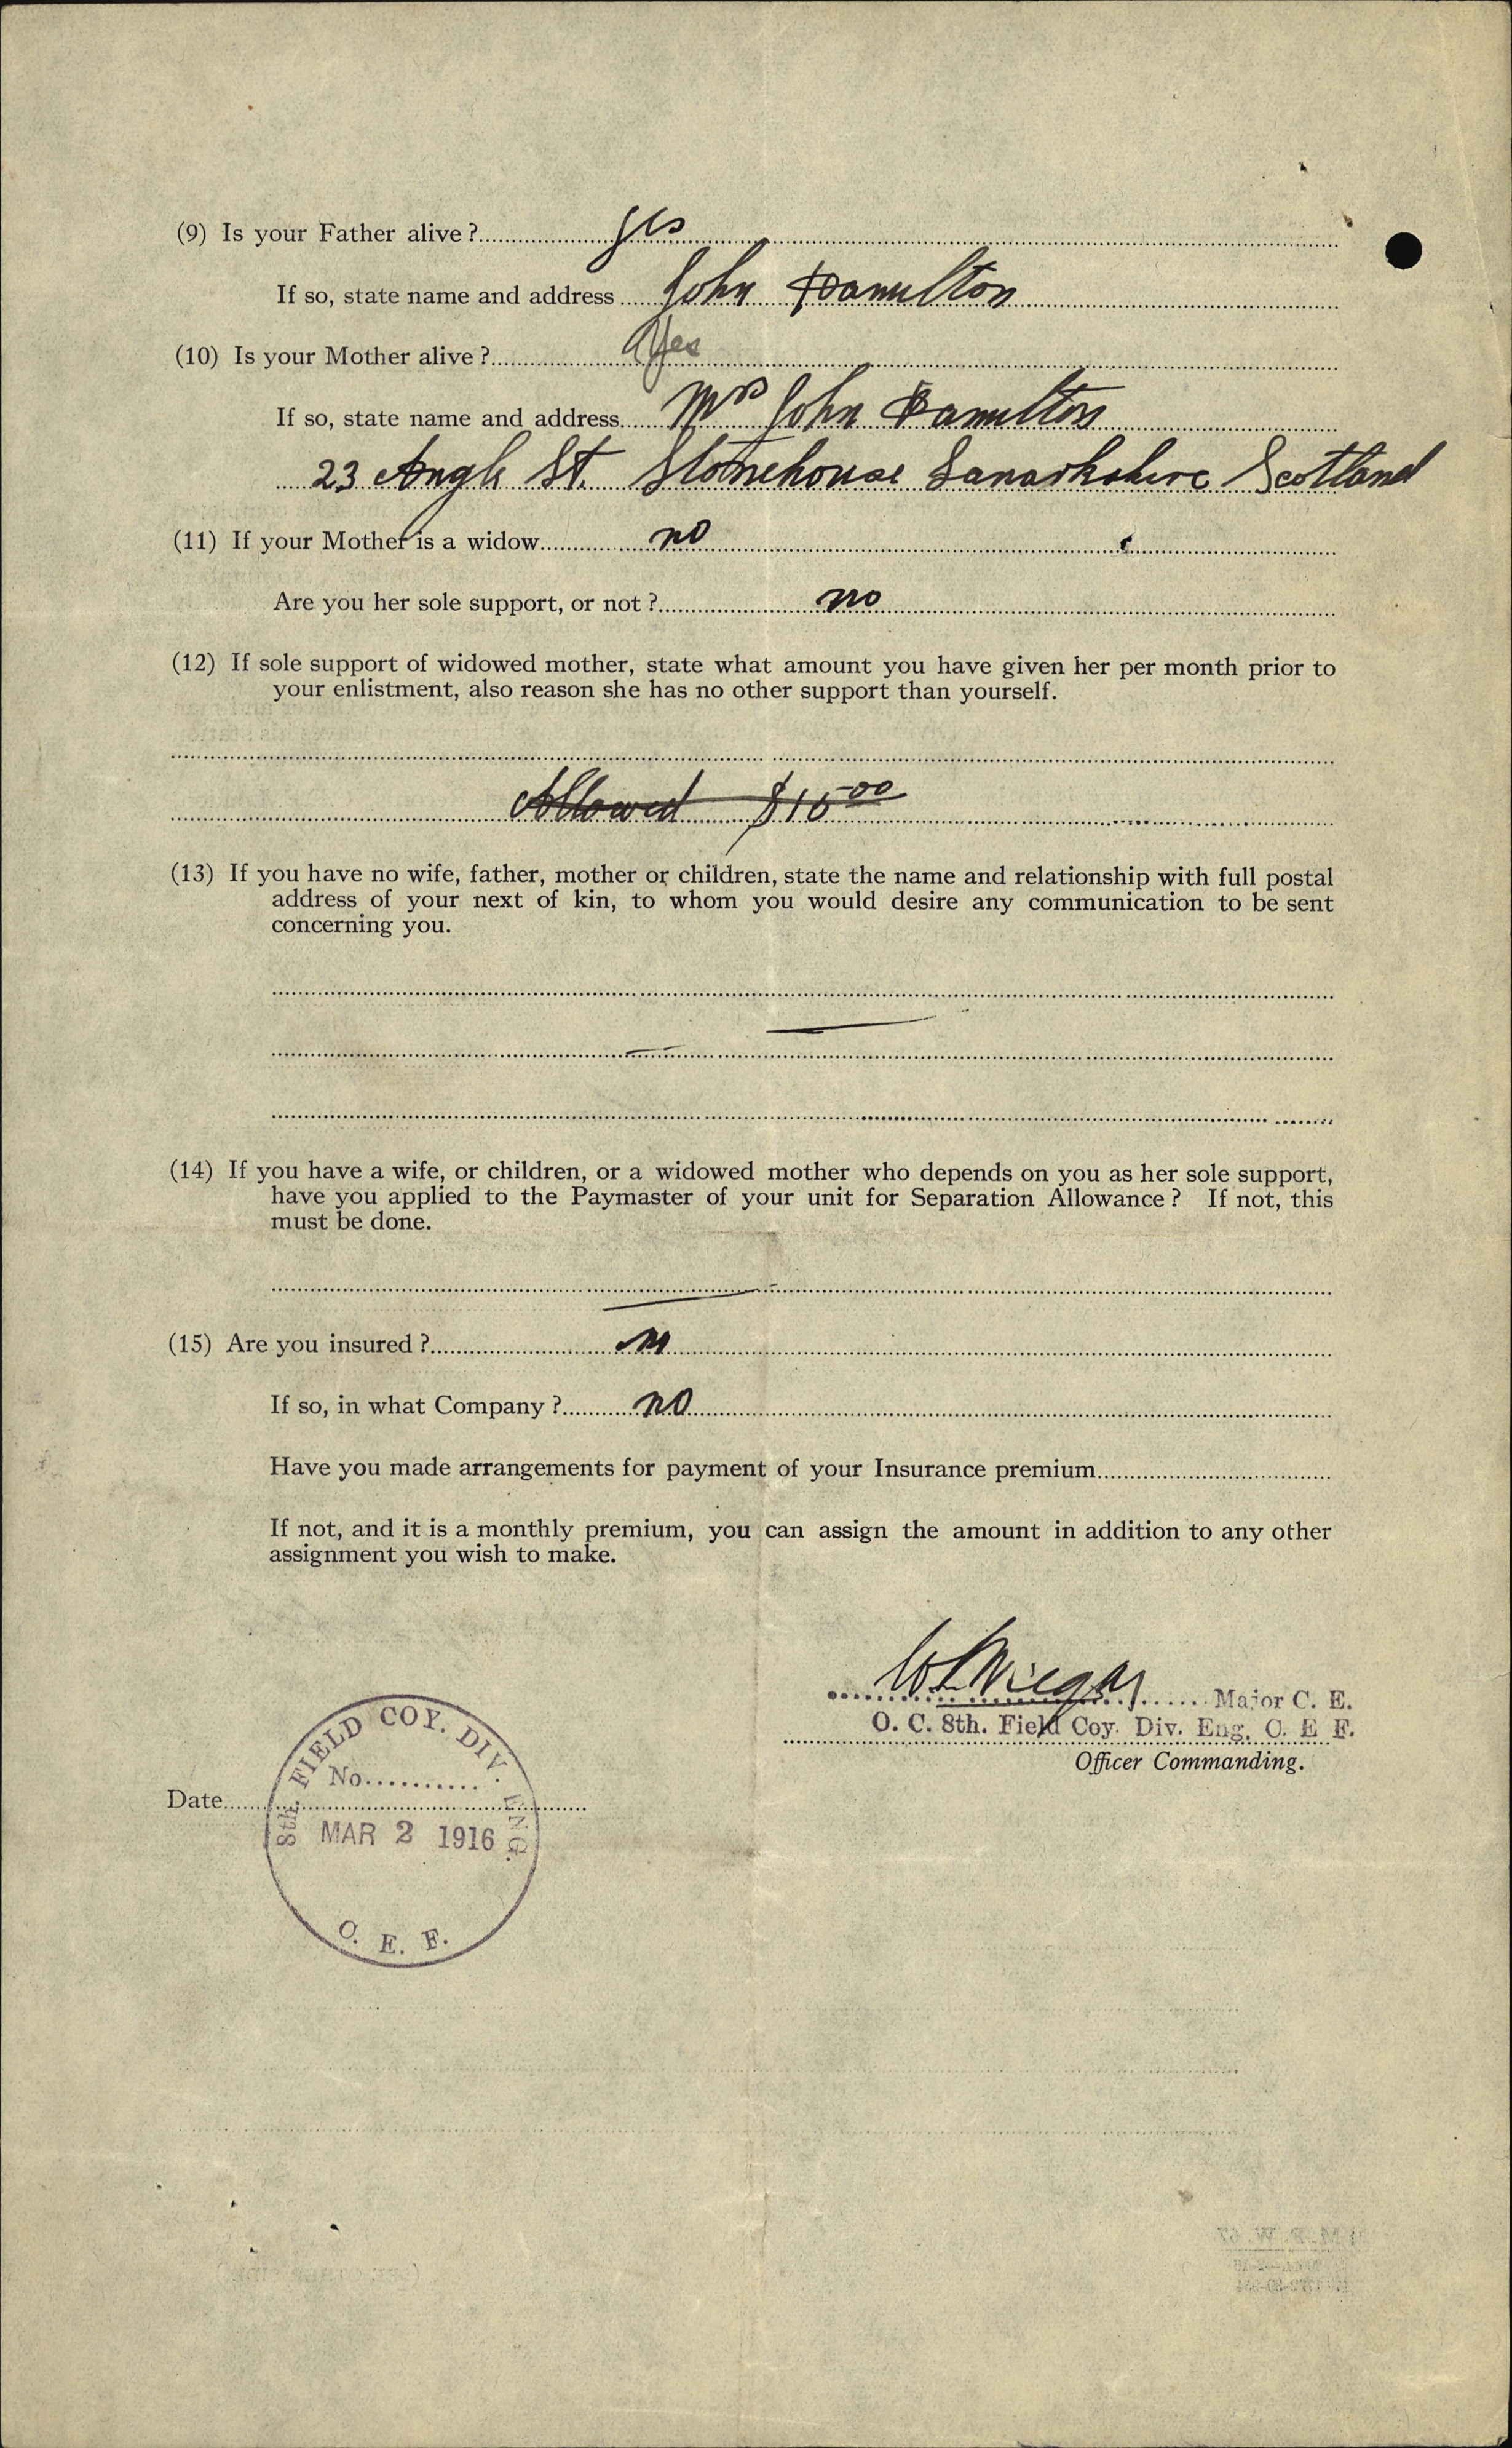 (9) Is your Father alive ? yes
If so, state name and address John Hamilton
(10) Is your Mother alive ? Yes
If so, state name and address Mrs John Hamilton
23 Angle St. Stonehouse Lanarkshire Scotland
(11) If your Mother is a widow no
Are you her sole support, or not ? no
(12) If sole support of widowed mother, state what amount you have given her per month prior to
your enlistment, also reason she has no other support than yourself.
Allowed $15 00
(13) If you have no wife, father, mother or children, state the name and relationship with full postal
address of your next of kin, to whom you would desire any communication to be sent
concerning you.
(14) If you have a wife, or children, or a widowed mother who depends on you as her sole support,
have you applied to the Paymaster of your unit for Separation Allowance ? If not, this
must be done.
(15) Are you insured ?
If so, in what Company ? no
Have you made arrangements for payment of your Insurance premium
If not, and it is a monthly premium, you can assign the amount in addition to any other
assignment you wish to make.
Major C. E.
O. C. 8th. Field Coy. Div. Eng. C. E F.
Officer Commanding.
8th. FIELD COY. DIV. ENG.
No.
Date
MAR 2 1916
C. E. F.